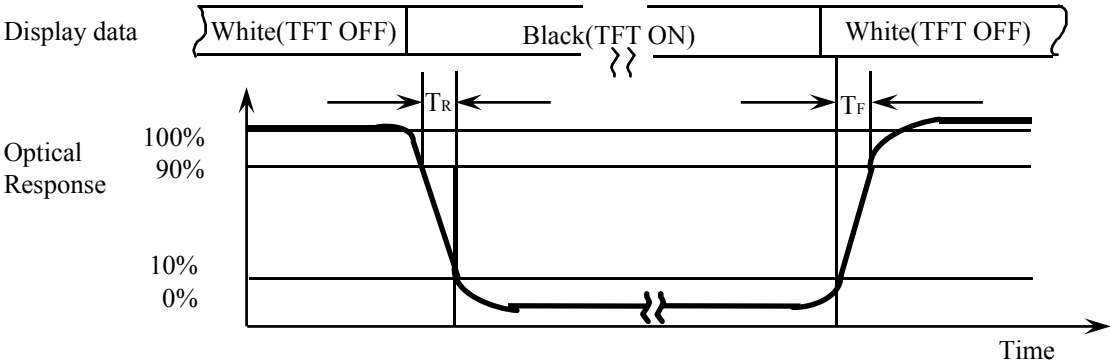 Display data
White(TFT OFF)
Black(TFT ON)
White(TFT OFF)
TR
TF
100%
Optical
Response
90%
10%
0%
Time